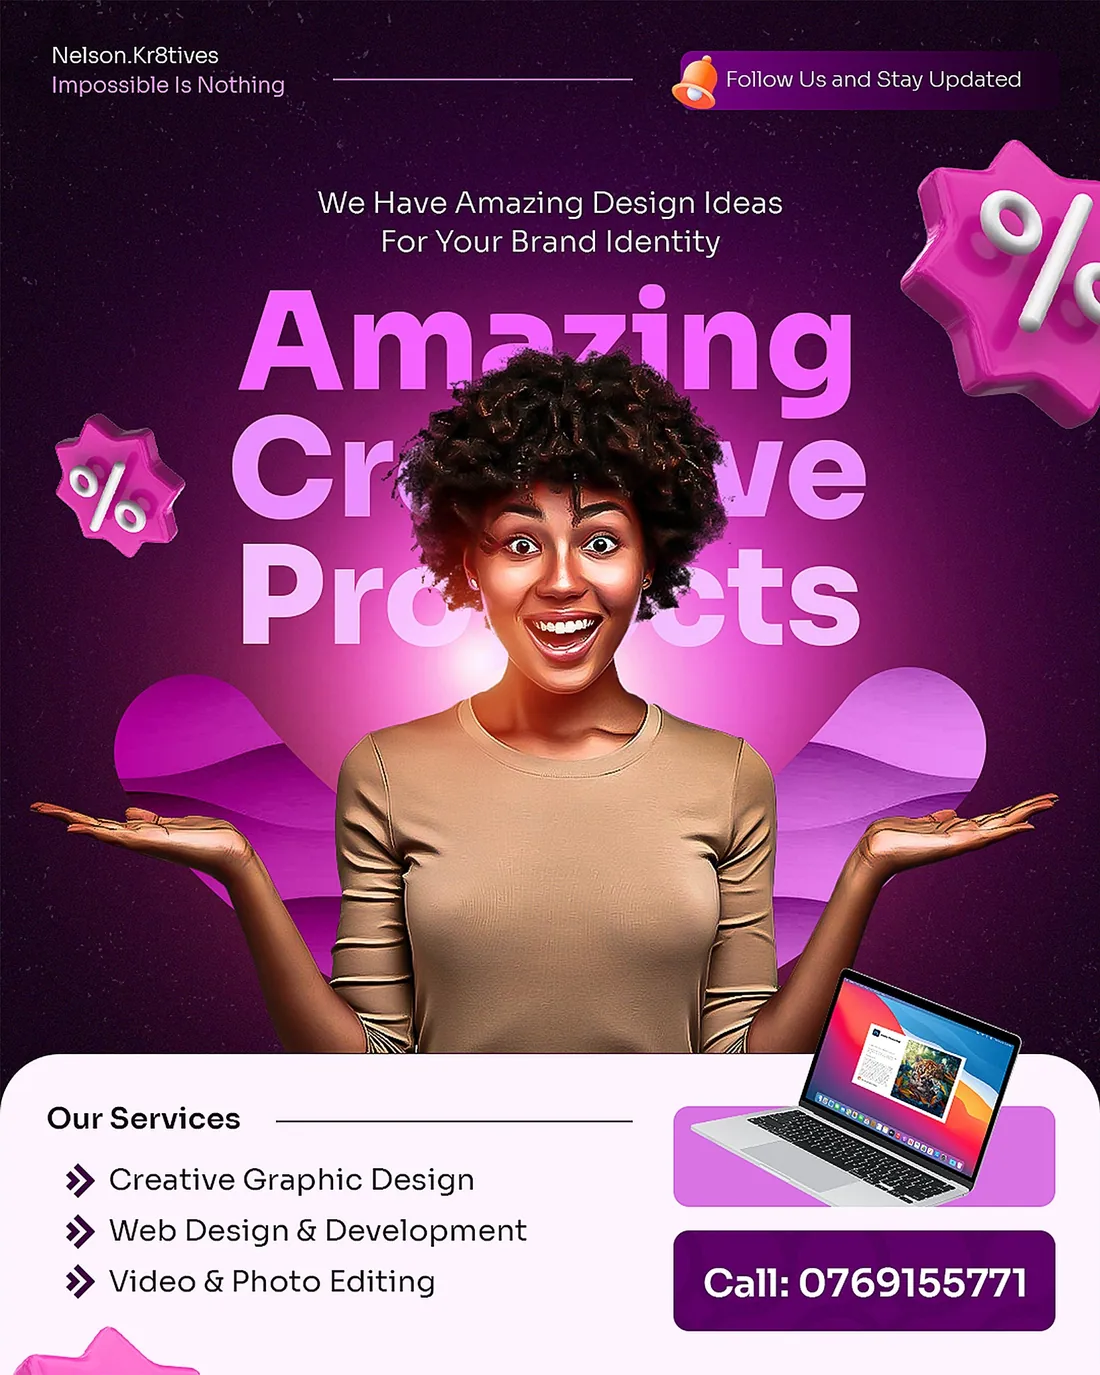 Nelson.Kr8tives
Impossible Is Nothing
Follow Us and Stay Updated
We Have Amazing Design Ideas
For Your Brand Identity
Amazing
Creative
Products
%
%
Our Services
Creative Graphic Design
Web Design & Development
Video & Photo Editing
Call: 0769155771